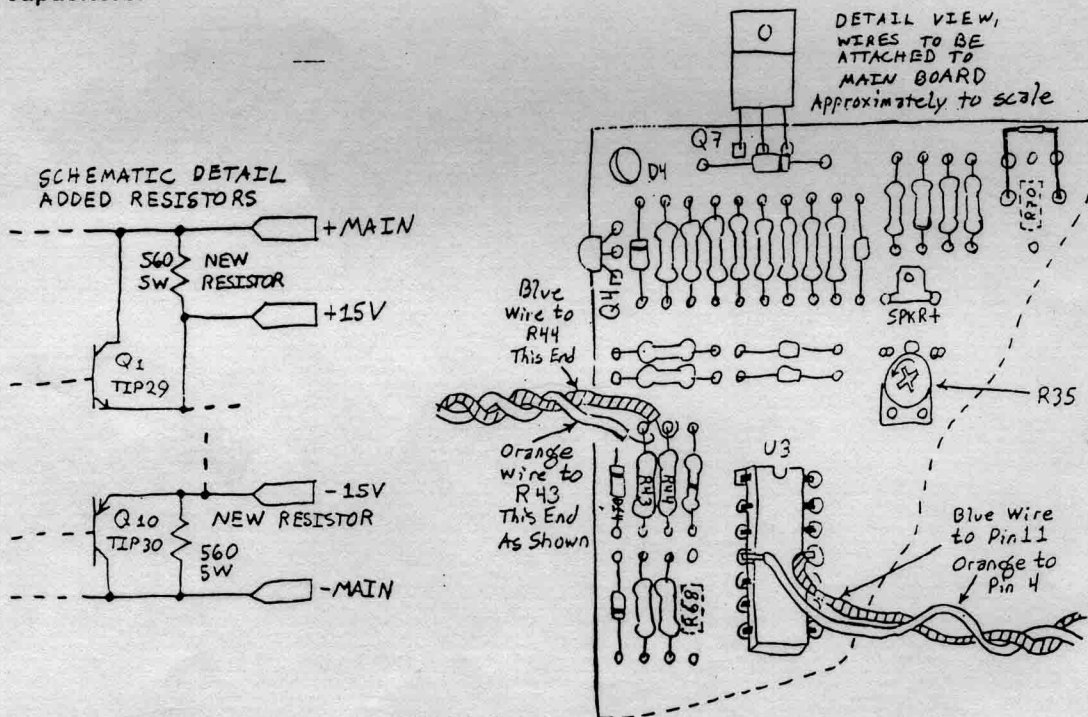 DETAIL VIEW,
WIRES TO BE
ATTACHED TO
MAIN BOARD
Approximately to scale
SCHEMATIC DETAIL
ADDED RESISTORS
+MAIN
560
5W
NEW
RESISTOR
+15V
Q1
TIP29
-15V
NEW RESISTOR
Q10
TIP30
560
5W
-MAIN
Q7
D4
R70
Q4
SPKR+
R35
Blue
Wire to
R44
This End
Orange
Wire to
R43
This End
As Shown
R43
R44
R68
U3
Blue Wire
to Pin 11
Orange to
Pin 4